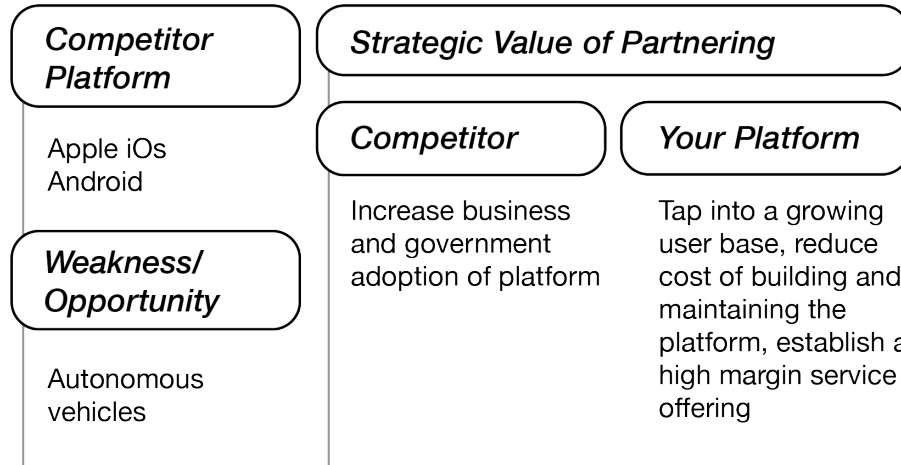 Competitor
Platform
Apple iOs
Android
Weakness/
Opportunity
Autonomous
vehicles
Strategic Value of Partnering
Competitor
Increase business
and government
adoption of platform
Your Platform
Tap into a growing
user base, reduce
cost of building and
maintaining the
platform, establish a
high margin service
offering